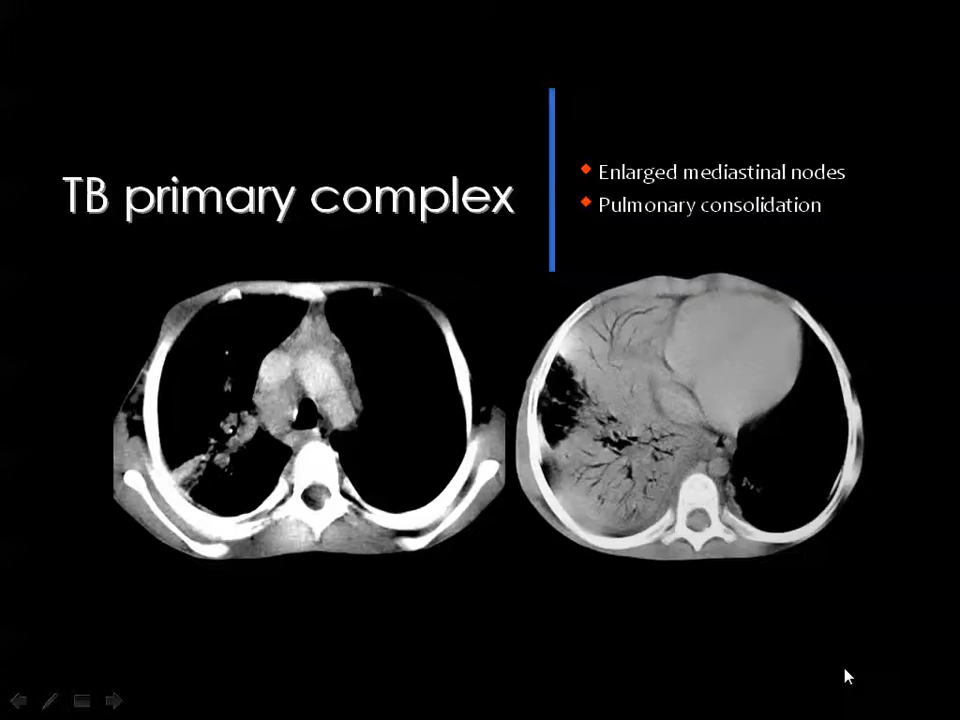 TB primary complex
Enlarged mediastinal nodes
Pulmonary consolidation